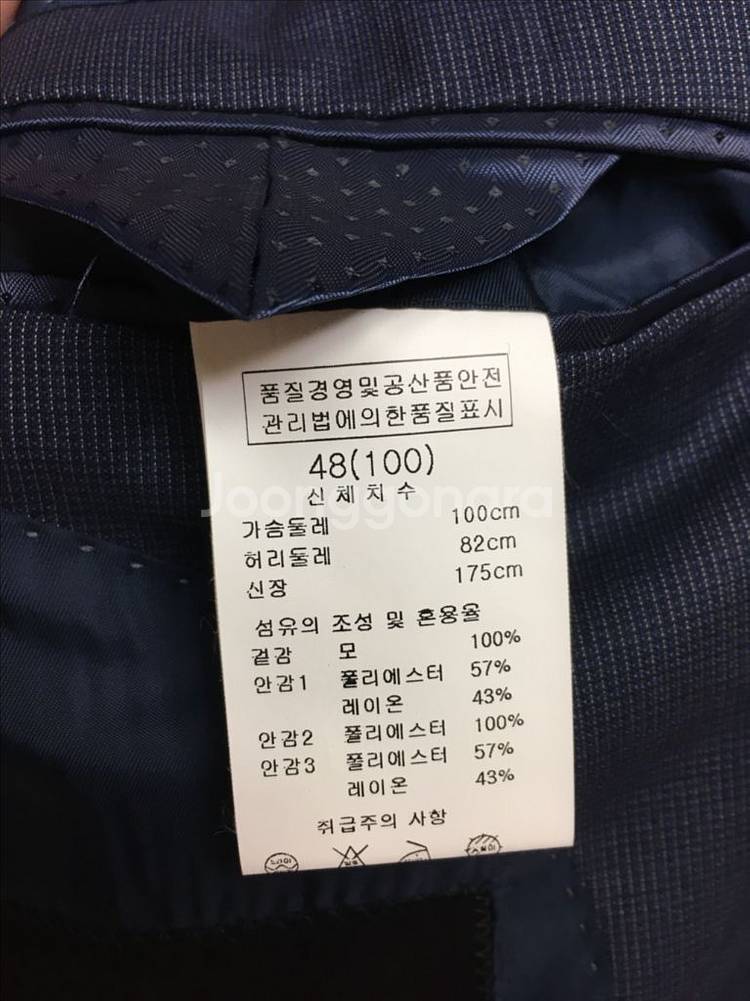 품질경영및공산품안전
관리법에의한품질표시
48(100)
신체치수
Joonggonara
가슴둘레 100cm
허리둘레 82cm
신장 175cm
섬유의 조성 및 혼용율
겉감 모 100%
안감1 폴리에스터 57%
레이온 43%
안감2 폴리에스터 100%
안감3 폴리에스터 57%
레이온 43%
취급주의 사항